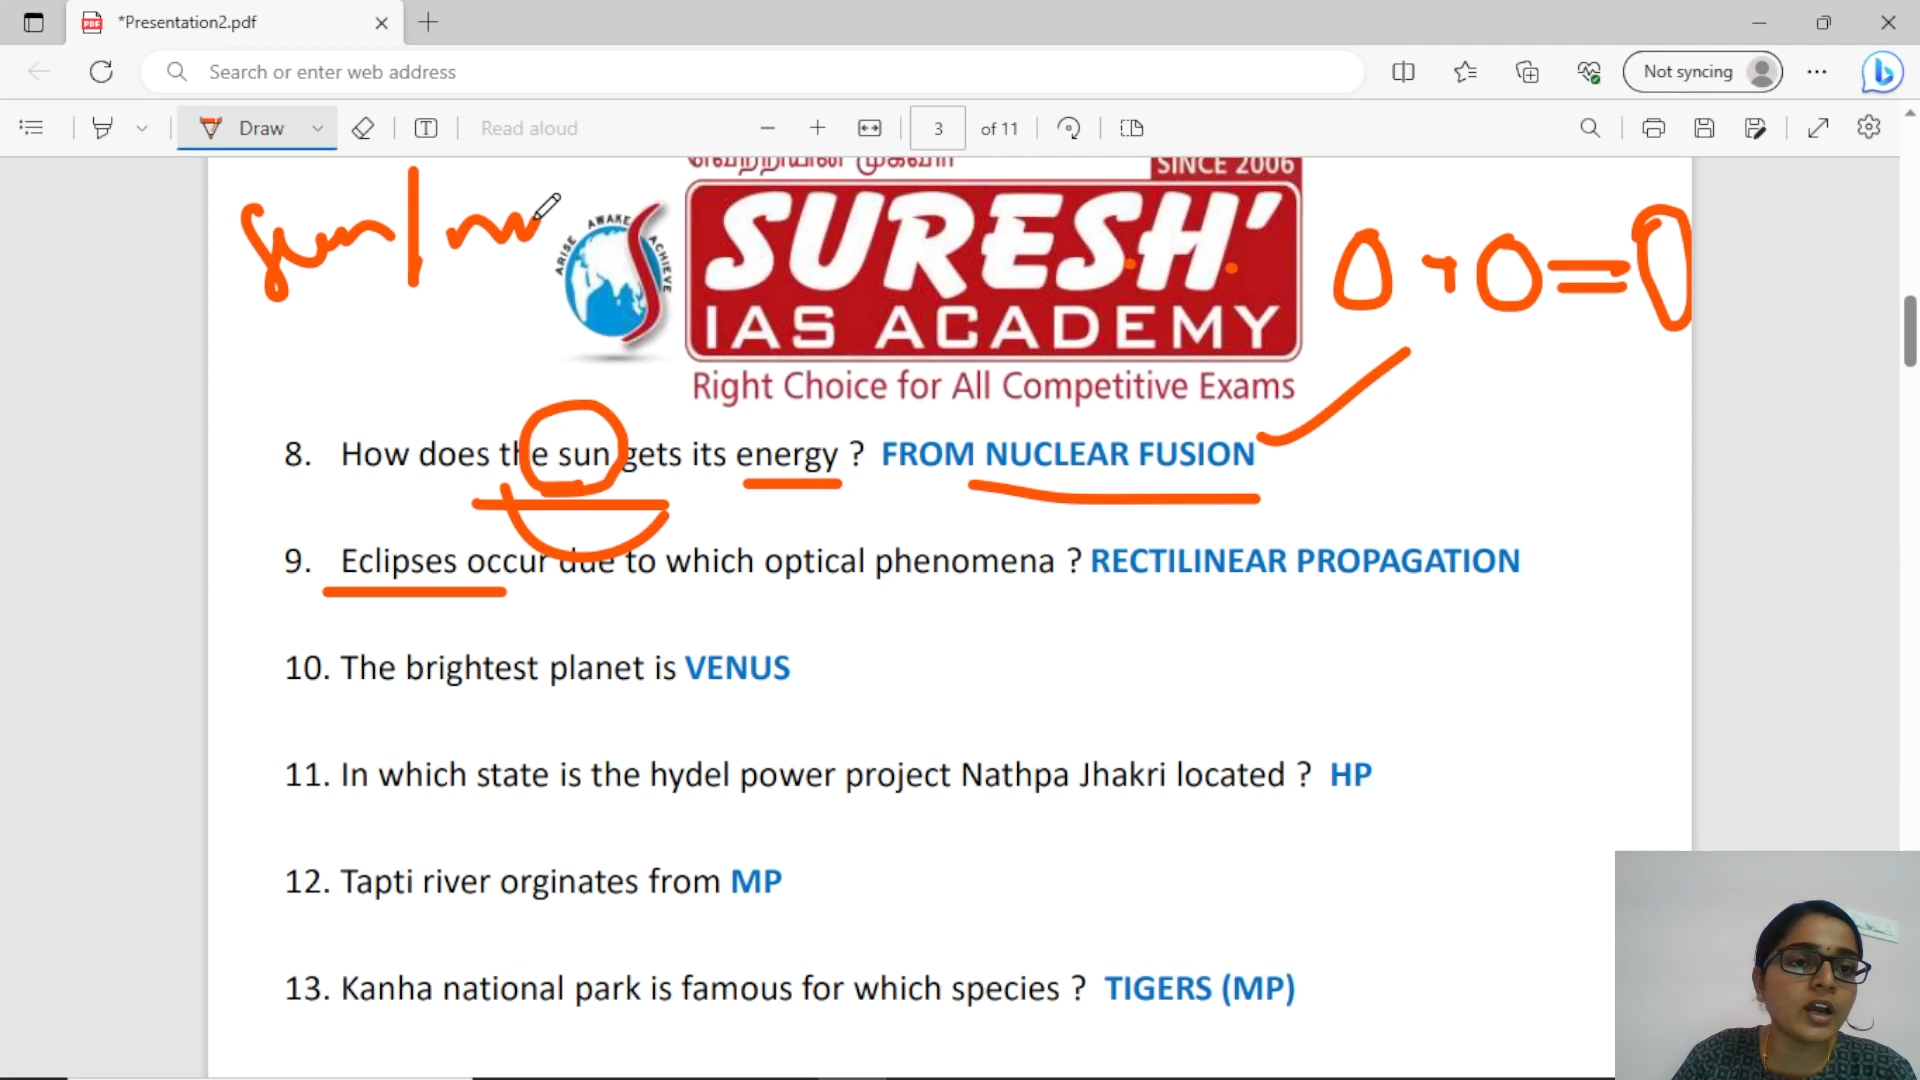 *Presentation2.pdf
Search or enter web address
Not syncing
Draw
Read aloud
3 of 11
SINCE 2006
sun
ARISE AWAKE ACHIEVE
SURESH'
IAS ACADEMY
Right Choice for All Competitive Exams
0 + 0 = 0
8. How does the sun gets its energy ? FROM NUCLEAR FUSION
9. Eclipses occur due to which optical phenomena ? RECTILINEAR PROPAGATION
10. The brightest planet is VENUS
11. In which state is the hydel power project Nathpa Jhakri located ? HP
12. Tapti river orginates from MP
13. Kanha national park is famous for which species ? TIGERS (MP)